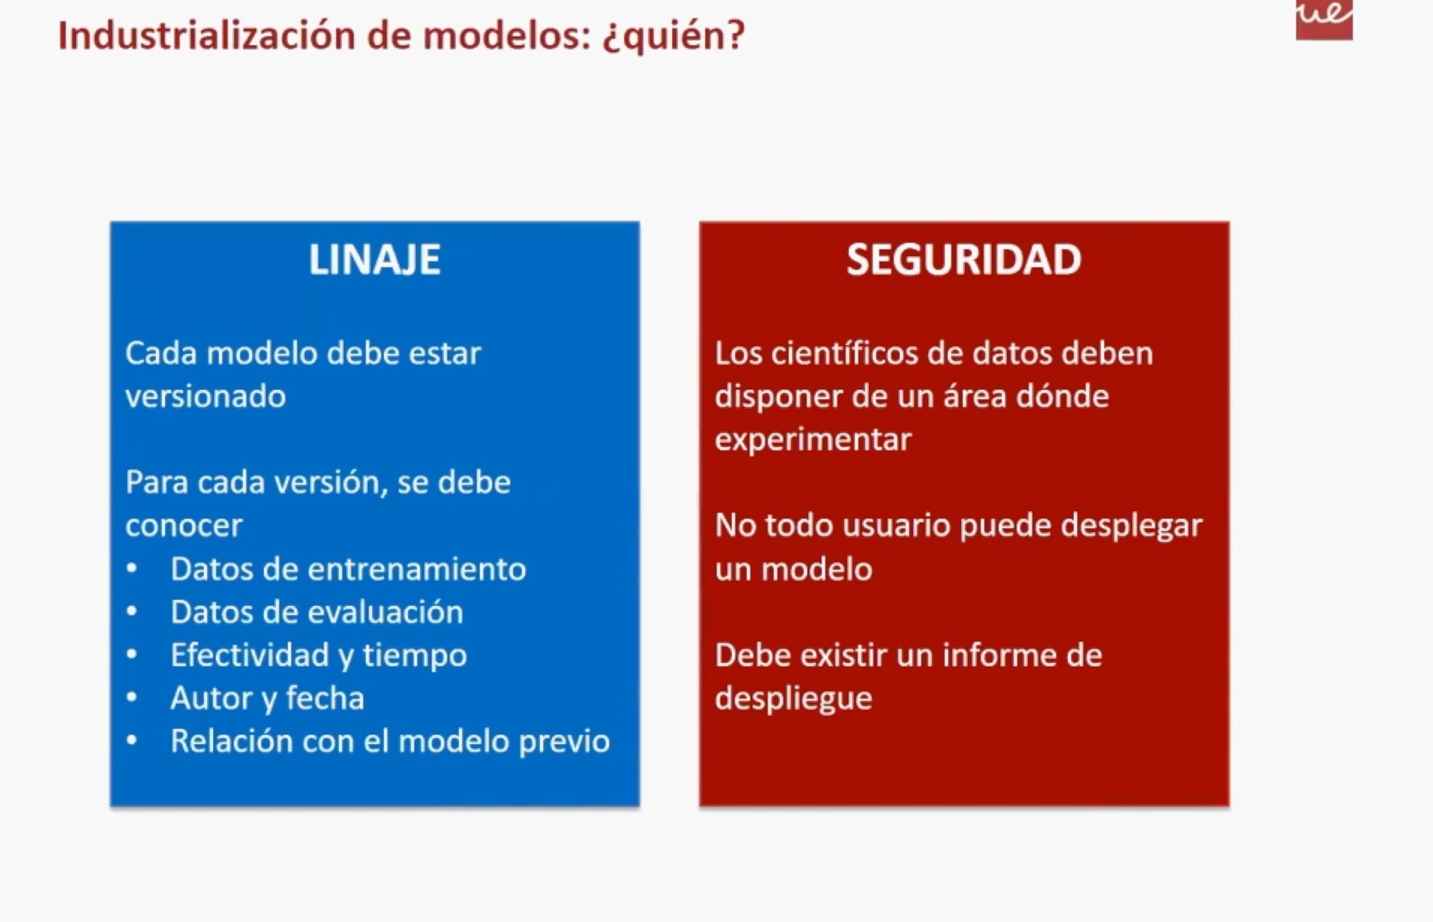 Industrialización de modelos: ¿quién?
ue
LINAJE
Cada modelo debe estar
versionado
Para cada versión, se debe
conocer
• Datos de entrenamiento
• Datos de evaluación
• Efectividad y tiempo
• Autor y fecha
• Relación con el modelo previo
SEGURIDAD
Los científicos de datos deben
disponer de un área dónde
experimentar
No todo usuario puede desplegar
un modelo
Debe existir un informe de
despliegue